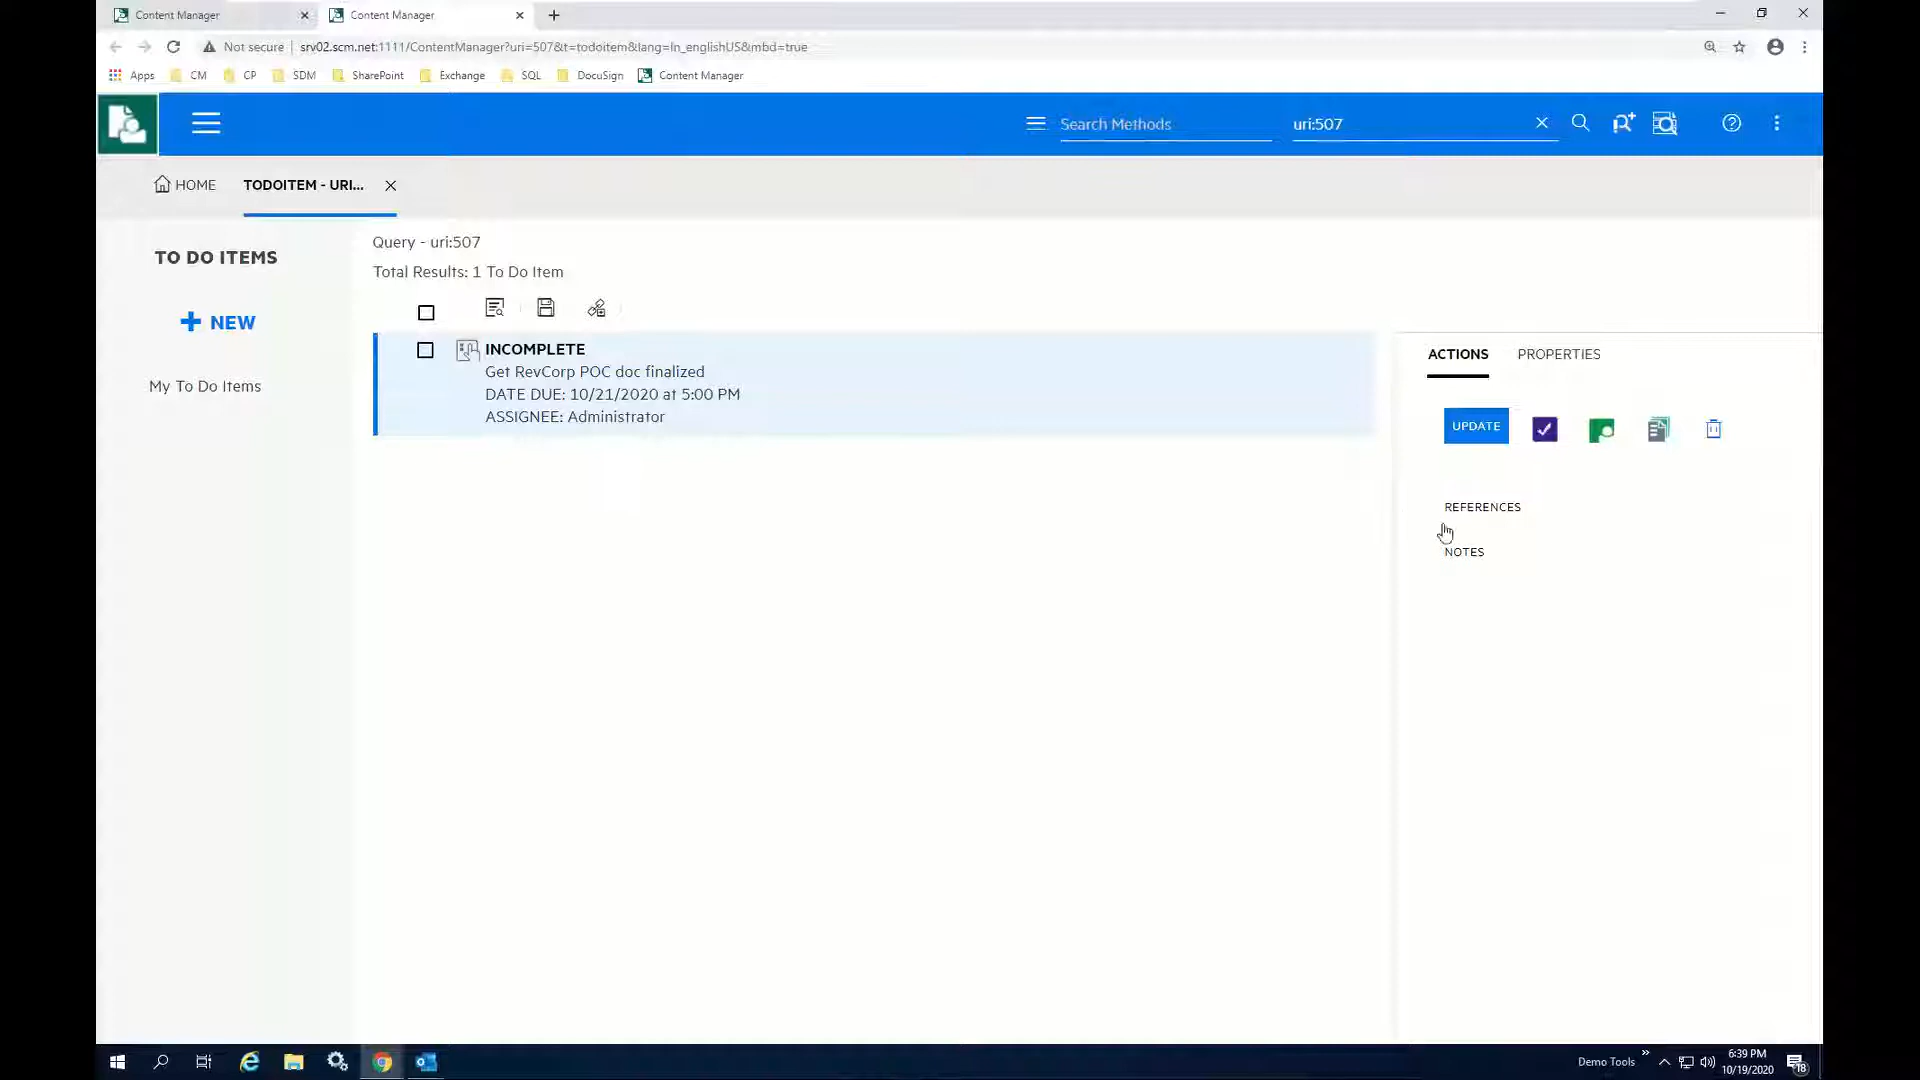 Content Manager
Content Manager
Not secure
srv02.scm.net:1111/ContentManager?uri=507&t=todoitem&lang=ln_englishUS&mbd=true
Apps CM CP SDM SharePoint Exchange SQL DocuSign Content Manager
Search Methods
uri:507
HOME
TODOITEM - URI...
TO DO ITEMS
NEW
My To Do Items
Query - uri:507
Total Results: 1 To Do Item
INCOMPLETE
Get RevCorp POC doc finalized
DATE DUE: 10/21/2020 at 5:00 PM
ASSIGNEE: Administrator
ACTIONS
PROPERTIES
UPDATE
REFERENCES
NOTES
Demo Tools
6:39 PM
10/19/2020
18